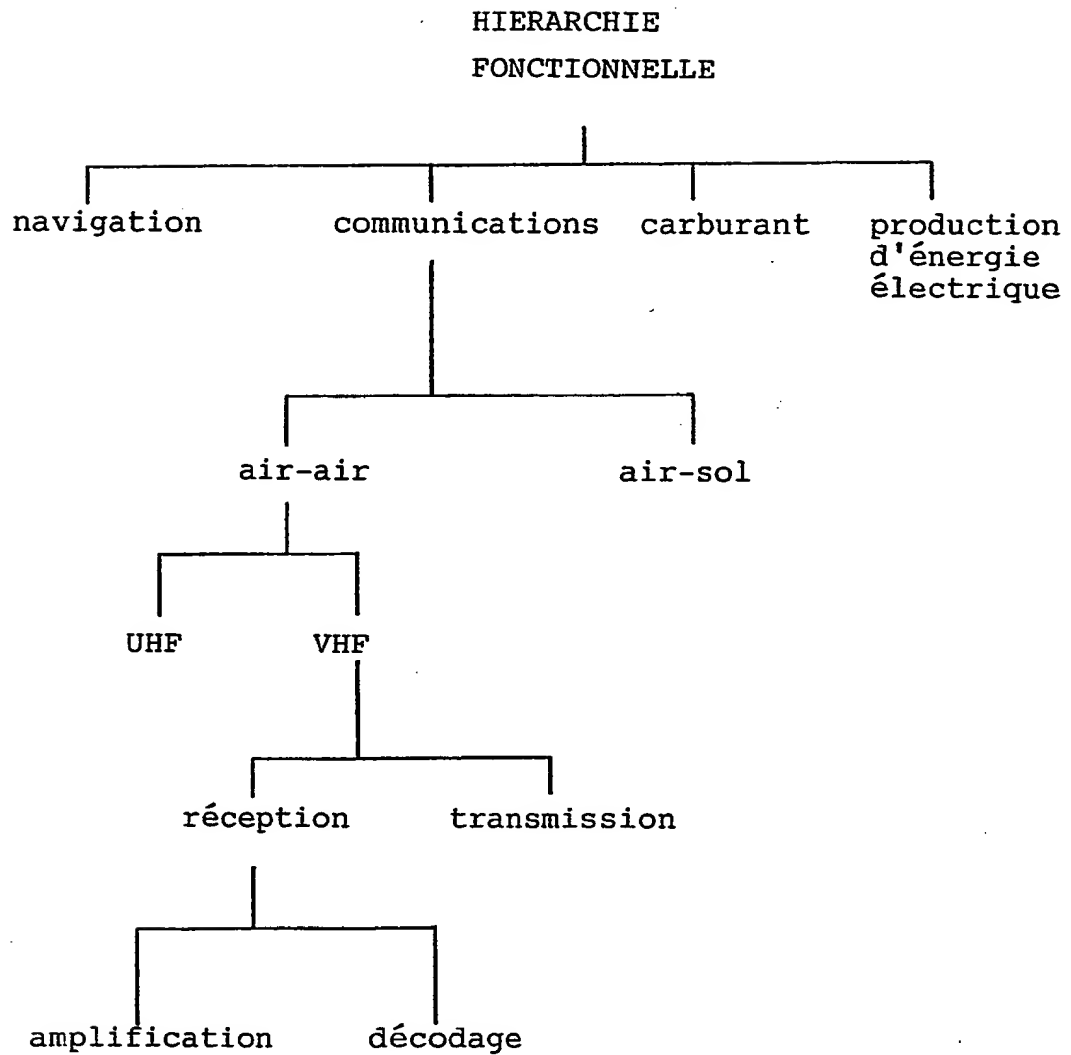 HIERARCHIE
FONCTIONNELLE
navigation communications carburant production
d'énergie
électrique
air-air air-sol
UHF VHF
réception transmission
amplification décodage